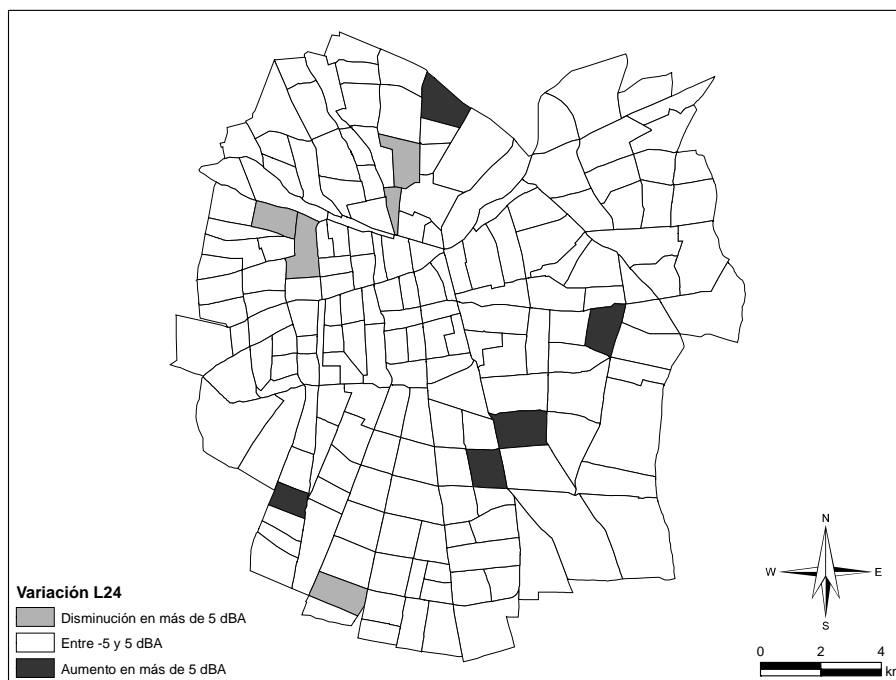 Variación L24
Disminución en más de 5 dBA
Entre -5 y 5 dBA
Aumento en más de 5 dBA
N
W E
S
0 2 4
km